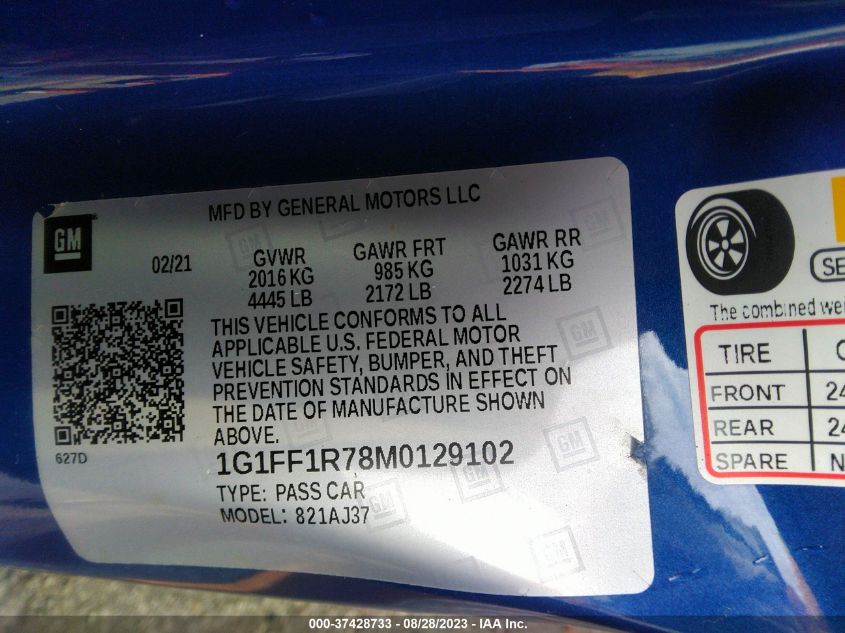 MFD BY GENERAL MOTORS LLC
GM
02/21
GVWR
2016 KG
4445 LB
GAWR FRT
985 KG
2172 LB
GAWR RR
1031 KG
2274 LB
THIS VEHICLE CONFORMS TO ALL
APPLICABLE U.S. FEDERAL MOTOR
VEHICLE SAFETY, BUMPER, AND THEFT
PREVENTION STANDARDS IN EFFECT ON
THE DATE OF MANUFACTURE SHOWN
ABOVE.
627D
1G1FF1R78M0129102
TYPE: PASS CAR
MODEL: 821AJ37
The combined
TIRE
FRONT 24
REAR 24
SPARE
000-37428733 - 08/28/2023 - IAA Inc.